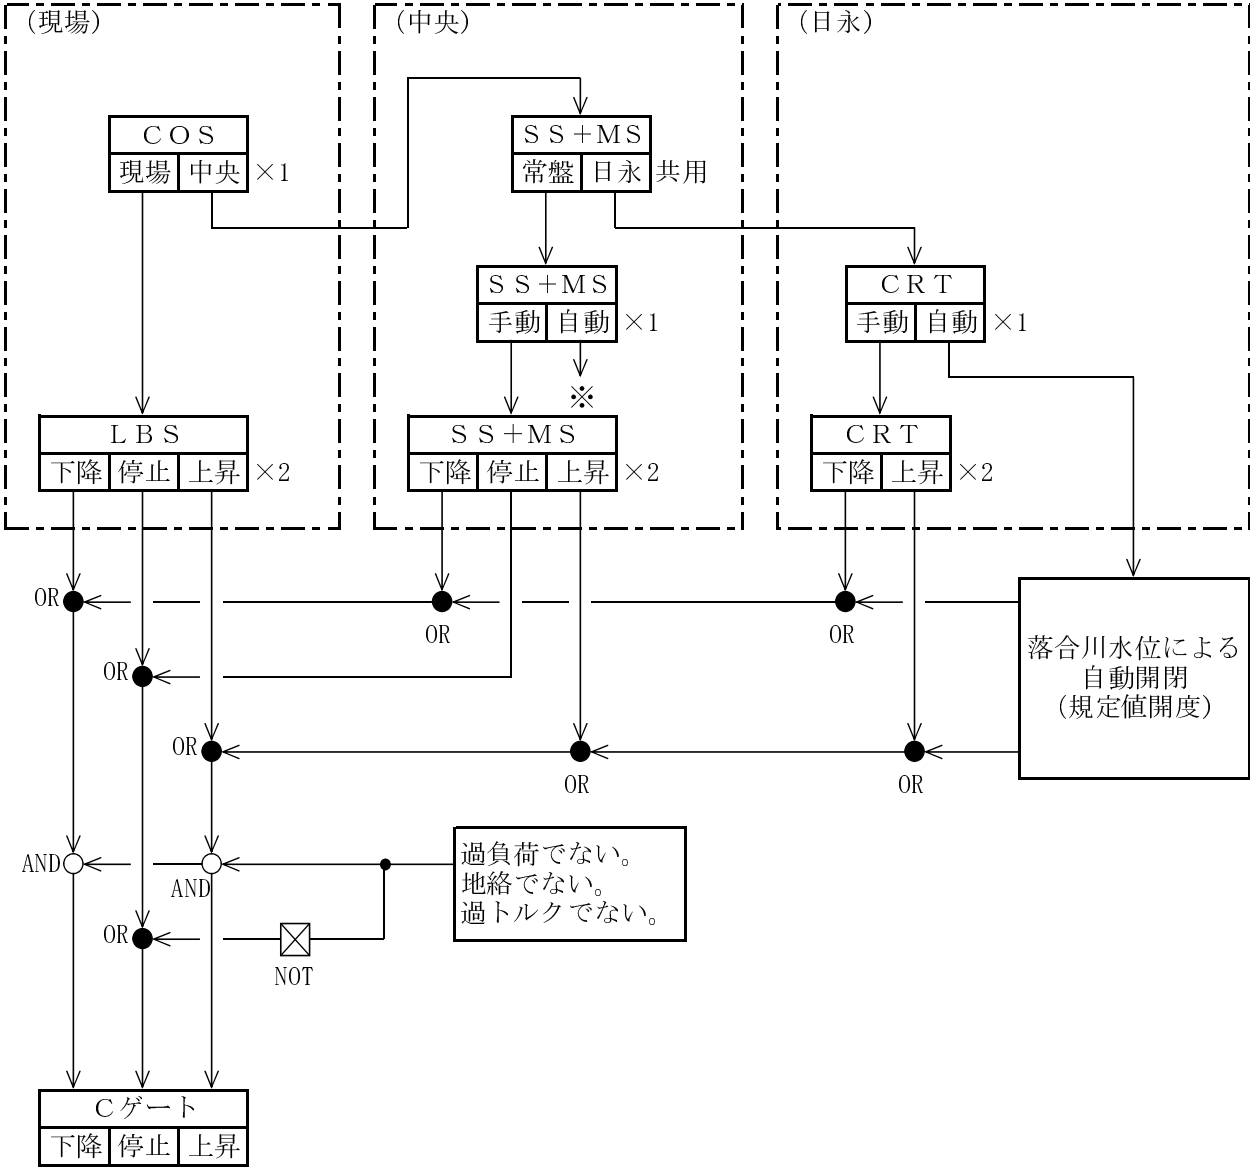 (現場)
(中央)
(日永)
COS
現場 中央 ×1
SS+MS
常盤 日永 共用
SS+MS
手動 自動 ×1
※
CRT
手動 自動 ×1
LBS
下降 停止 上昇 ×2
SS+MS
下降 停止 上昇 ×2
CRT
下降 上昇 ×2
OR
OR
OR
OR
OR
OR
OR
落合川水位による
自動開閉
(規定値開度)
AND
AND
過負荷でない。
地絡でない。
過トルクでない。
OR
NOT
Cゲート
下降 停止 上昇